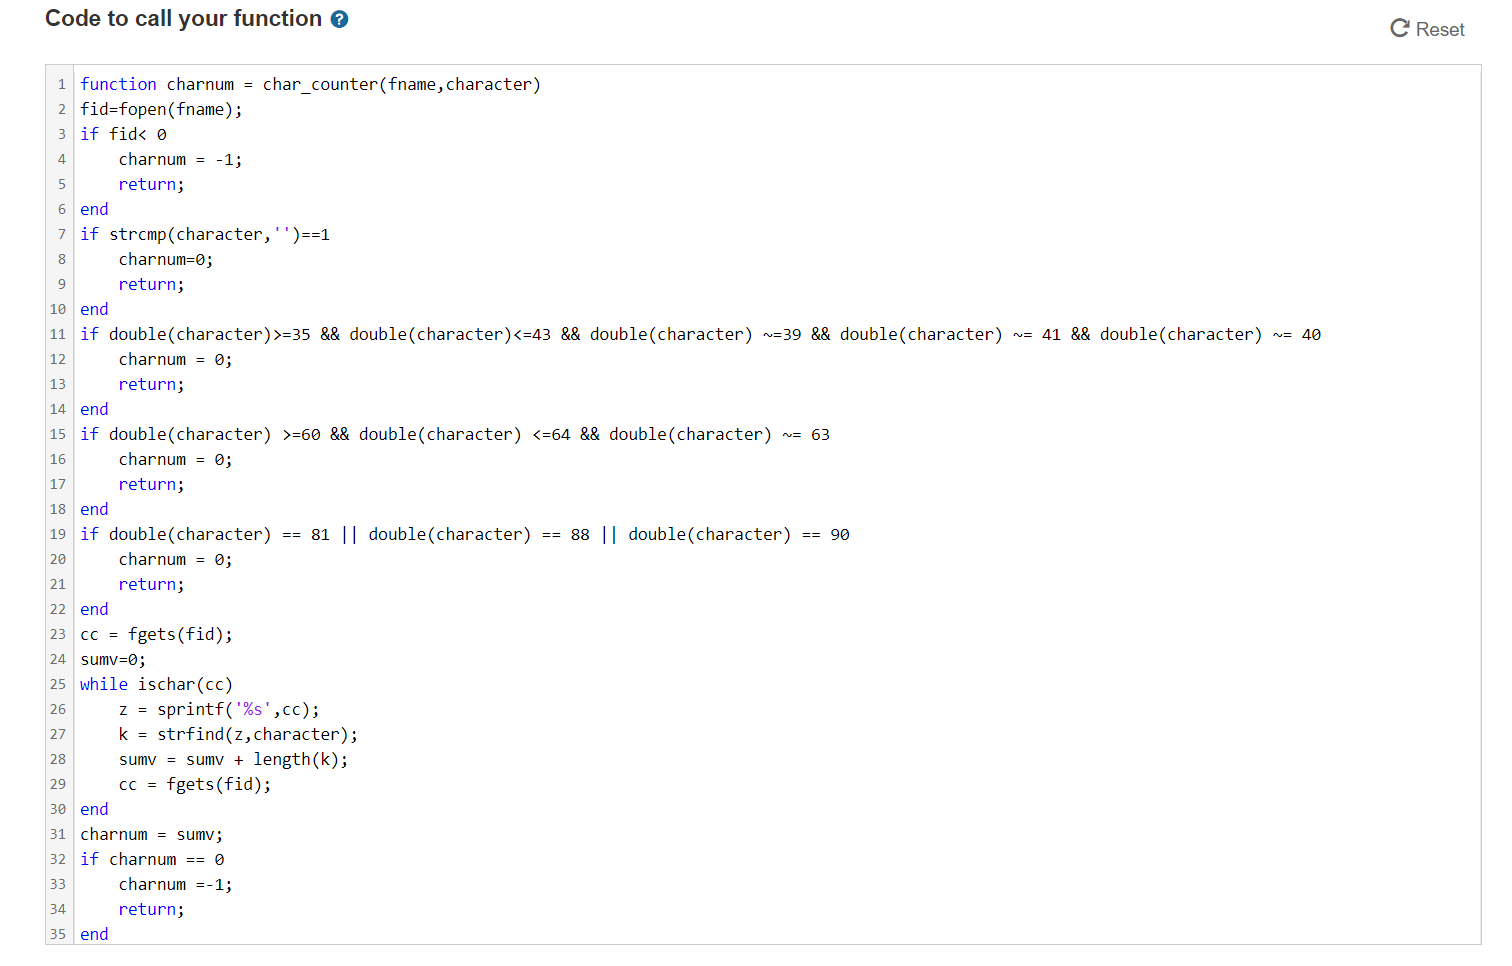 Code to call your function ?
Reset
1 function charnum = char_counter(fname,character)
2 fid=fopen(fname);
3 if fid< 0
4     charnum = -1;
5     return;
6 end
7 if strcmp(character,'')==1
8     charnum=0;
9     return;
10 end
11 if double(character)>=35 && double(character)<=43 && double(character) ~=39 && double(character) ~= 41 && double(character) ~= 40
12     charnum = 0;
13     return;
14 end
15 if double(character) >=60 && double(character) <=64 && double(character) ~= 63
16     charnum = 0;
17     return;
18 end
19 if double(character) == 81 || double(character) == 88 || double(character) == 90
20     charnum = 0;
21     return;
22 end
23 cc = fgets(fid);
24 sumv=0;
25 while ischar(cc)
26     z = sprintf('%s',cc);
27     k = strfind(z,character);
28     sumv = sumv + length(k);
29     cc = fgets(fid);
30 end
31 charnum = sumv;
32 if charnum == 0
33     charnum =-1;
34     return;
35 end